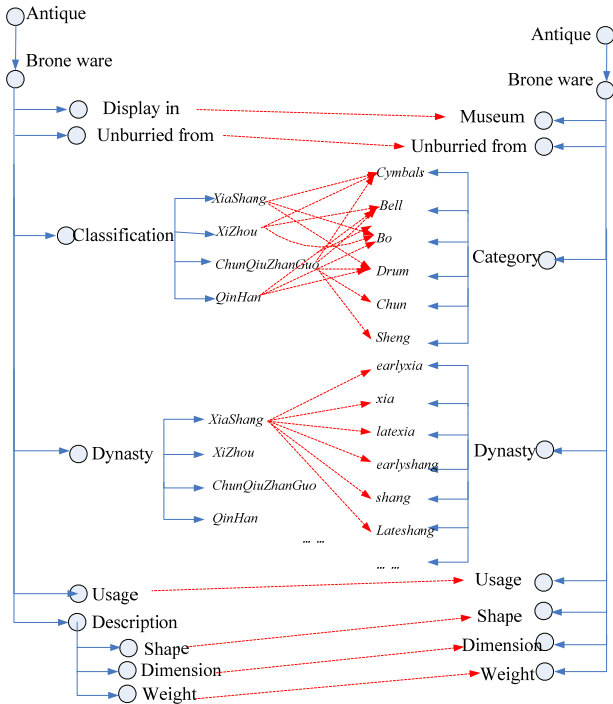 Antique
Antique
Brone ware
Brone ware
Display in
Museum
Unburried from
Unburried from
Classification
XiaShang
XiZhou
ChunQiuZhanGuo
QinHan
Cymbals
Bell
Bo
Drum
Chun
Sheng
Category
Dynasty
XiaShang
XiZhou
ChunQiuZhanGuo
QinHan
... ...
earlyxia
xia
latexia
earlyshang
shang
Lateshang
... ...
Dynasty
Usage
Usage
Description
Shape
Shape
Dimension
Dimension
Weight
Weight